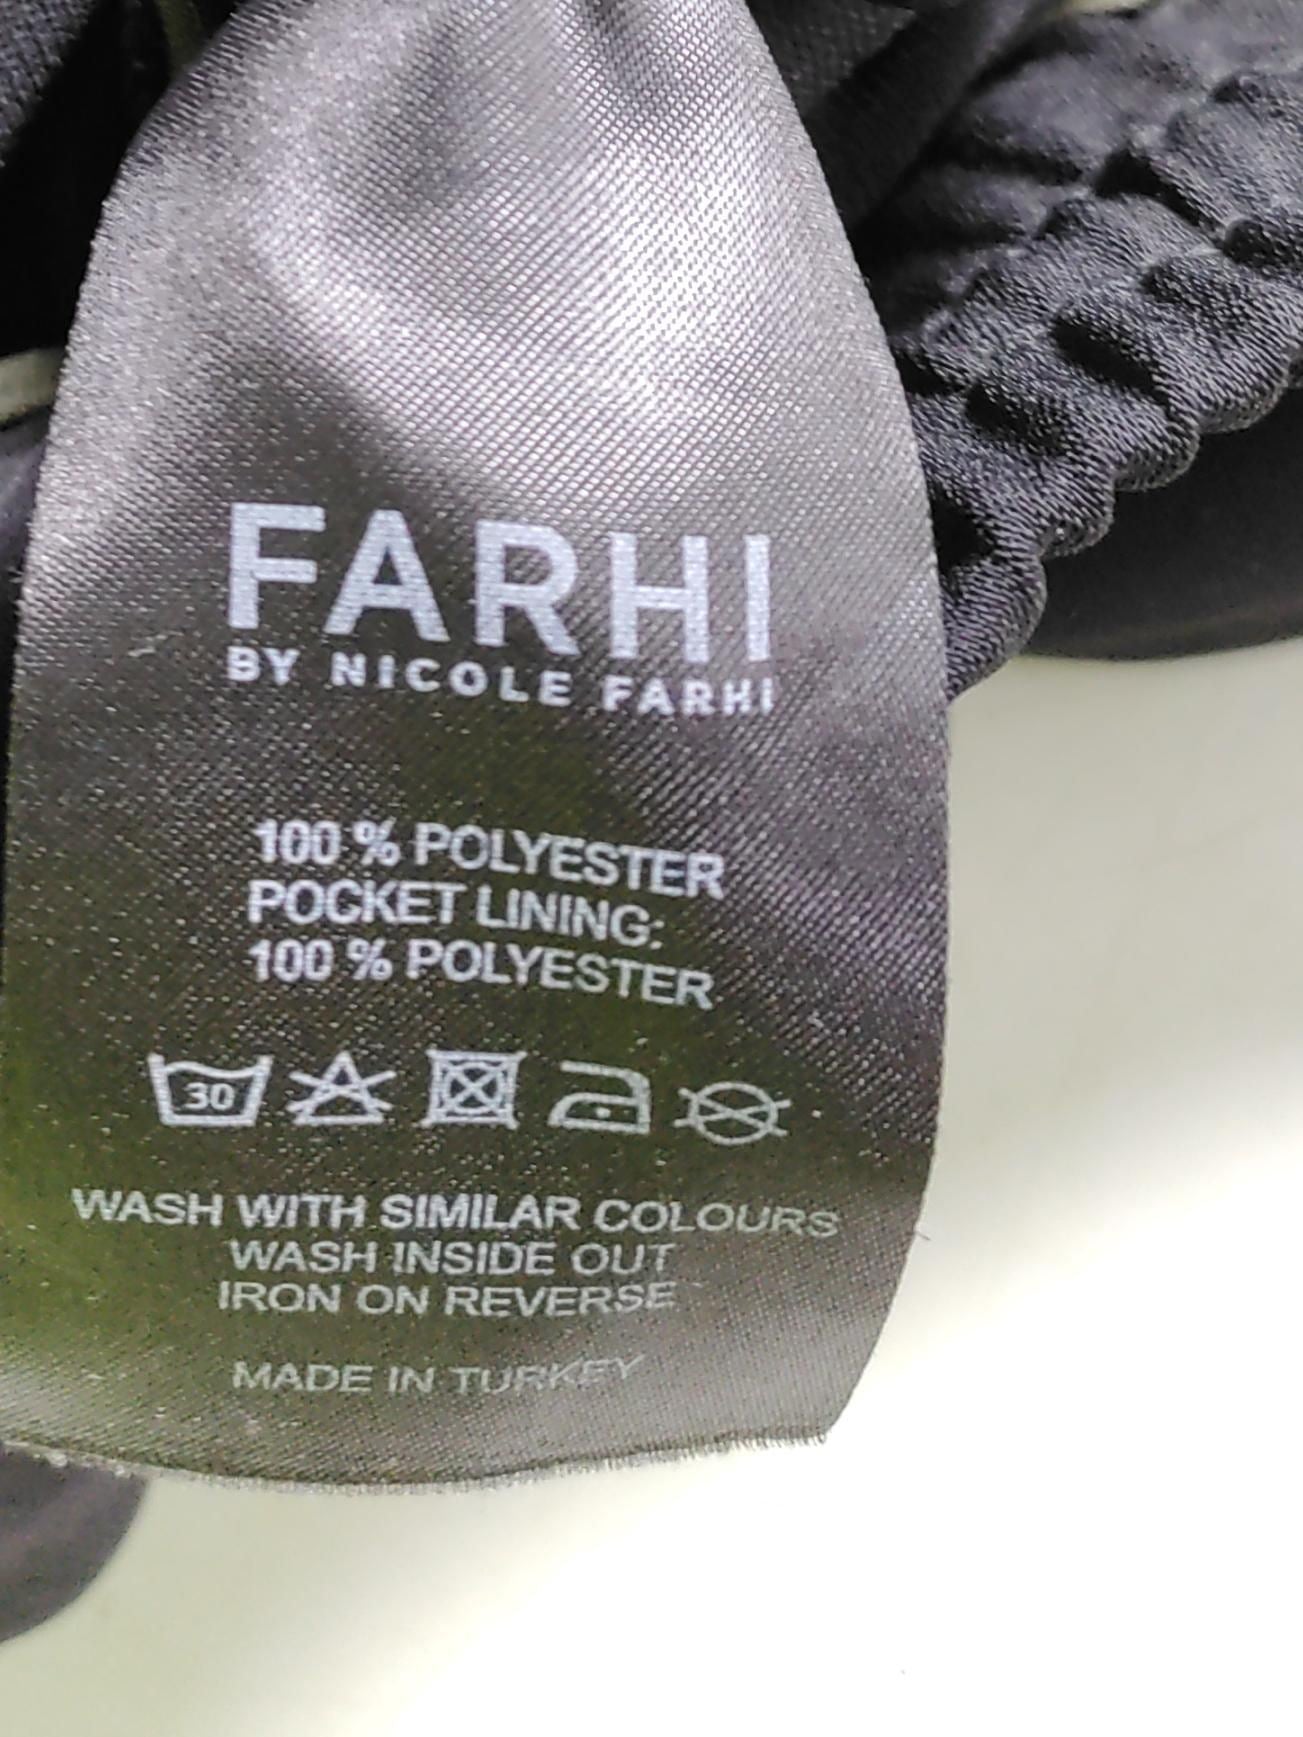 FARHI
BY NICOLE FARHI
100 % POLYESTER
POCKET LINING:
100 % POLYESTER
30
WASH WITH SIMILAR COLOURS
WASH INSIDE OUT
IRON ON REVERSE
MADE IN TURKEY